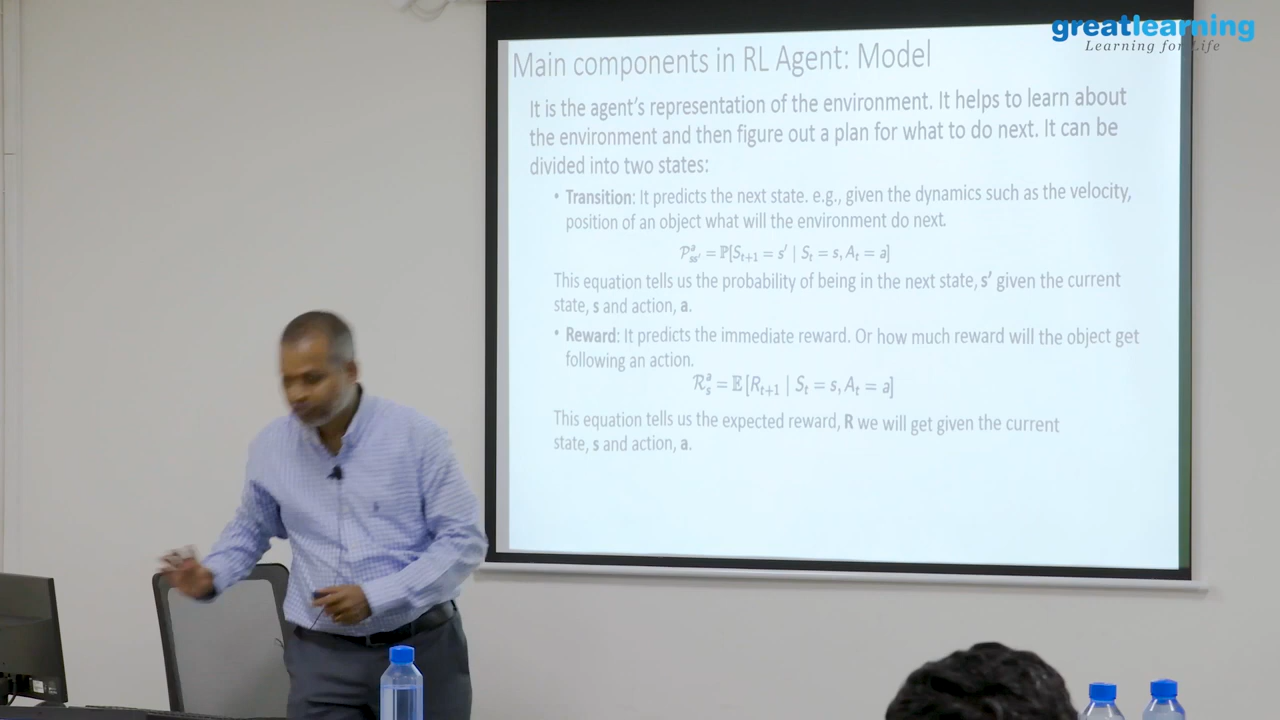 greatlearning
Learning for Life
Main components in RL Agent: Model
It is the agent's representation of the environment. It helps to learn about
the environment and then figure out a plan for what to do next. It can be
divided into two states:
• Transition: It predicts the next state. e.g., given the dynamics such as the velocity,
position of an object what will the environment do next.
𝒫ᵃₛₛ′ = ℙ[Sₜ₊₁ = s′ | Sₜ = s, Aₜ = a]
This equation tells us the probability of being in the next state, s′ given the current
state, s and action, a.
• Reward: It predicts the immediate reward. Or how much reward will the object get
following an action.
ℛᵃₛ = 𝔼[Rₜ₊₁ | Sₜ = s, Aₜ = a]
This equation tells us the expected reward, R we will get given the current
state, s and action, a.